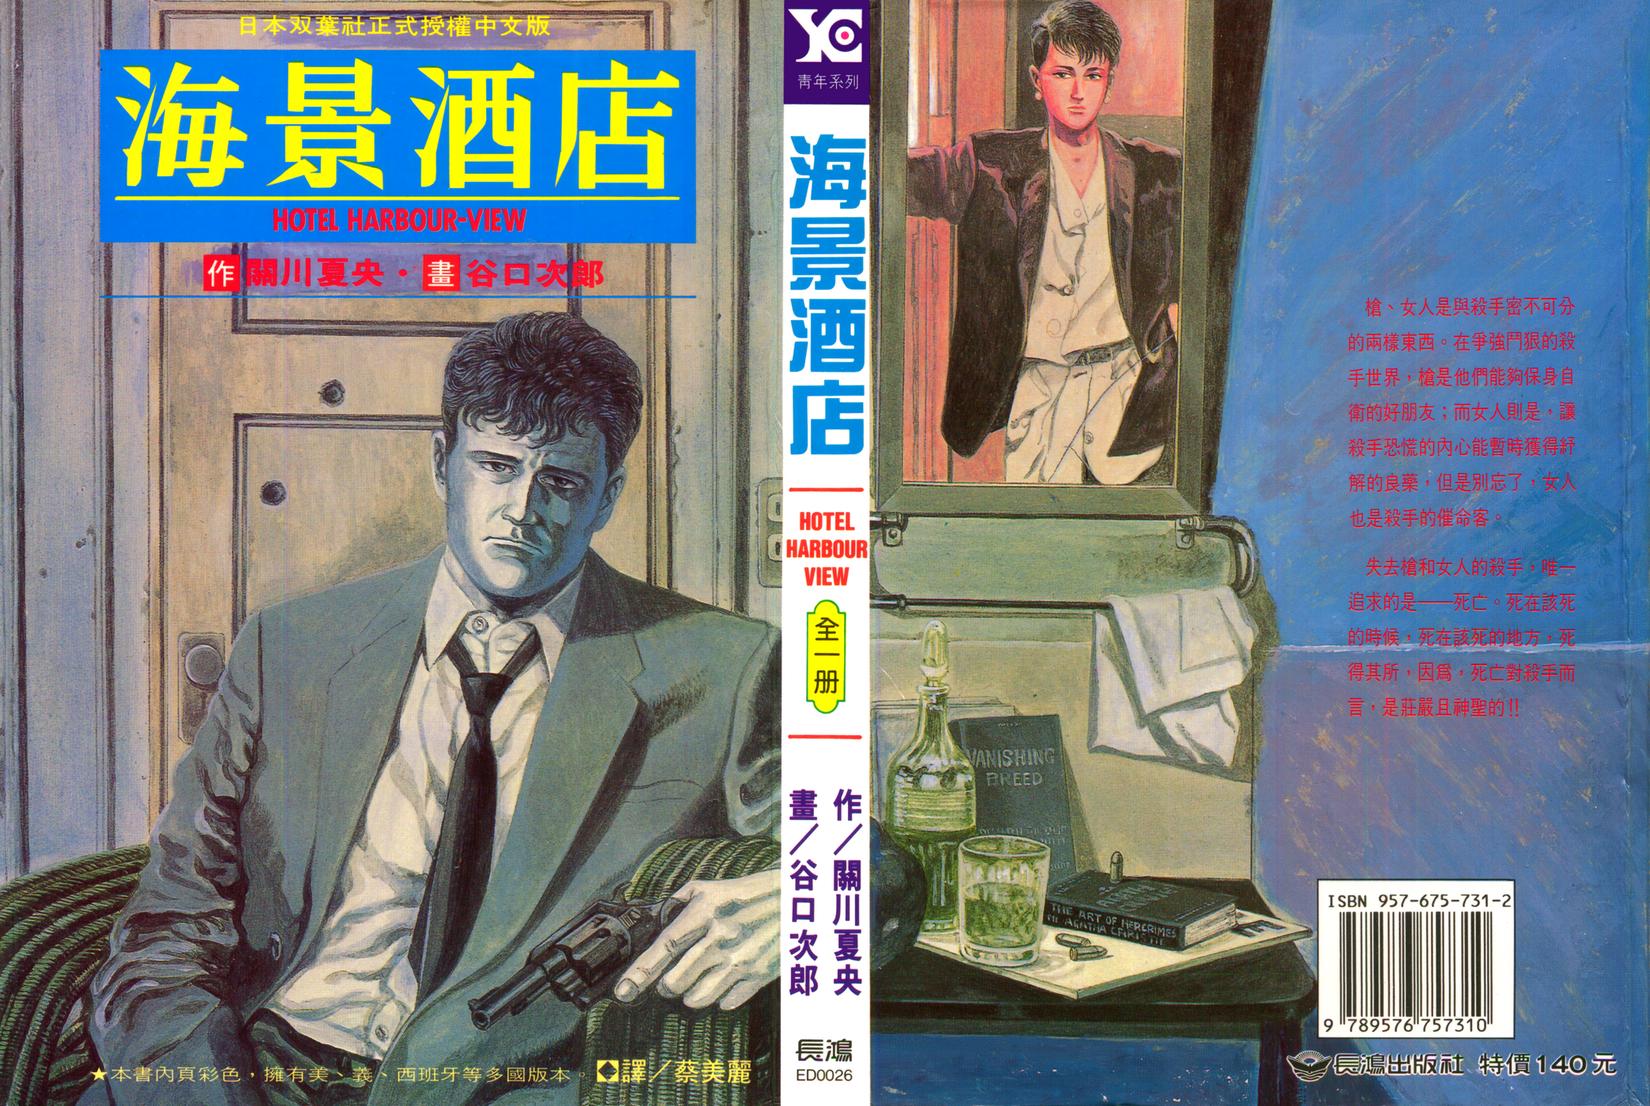 日本双葉社正式授權中文版
海景酒店
HOTEL HARBOUR-VIEW
作關川夏央・畫谷口次郎
★本書內頁彩色，擁有美、義、西班牙等多國版本。
譯／蔡美麗
YC
青年系列
海景酒店
HOTEL
HARBOUR
VIEW
全一册
作／關川夏央
畫／谷口次郎
長鴻
ED0026
VANISHING
BREED
THE ART OF HER CRIMES
AGATHA CHRISTIE
槍、女人是與殺手密不可分
的兩樣東西。在爭強鬥狠的殺
手世界，槍是他們能夠保身自
衛的好朋友；而女人則是，讓
殺手恐慌的內心能暫時獲得紓
解的良藥，但是別忘了，女人
也是殺手的催命客。
失去槍和女人的殺手，唯一
追求的是——死亡。死在該死
的時候，死在該死的地方，死
得其所，因爲，死亡對殺手而
言，是莊嚴且神聖的!!
ISBN 957-675-731-2
9 789576 757310
長鴻出版社 特價140元